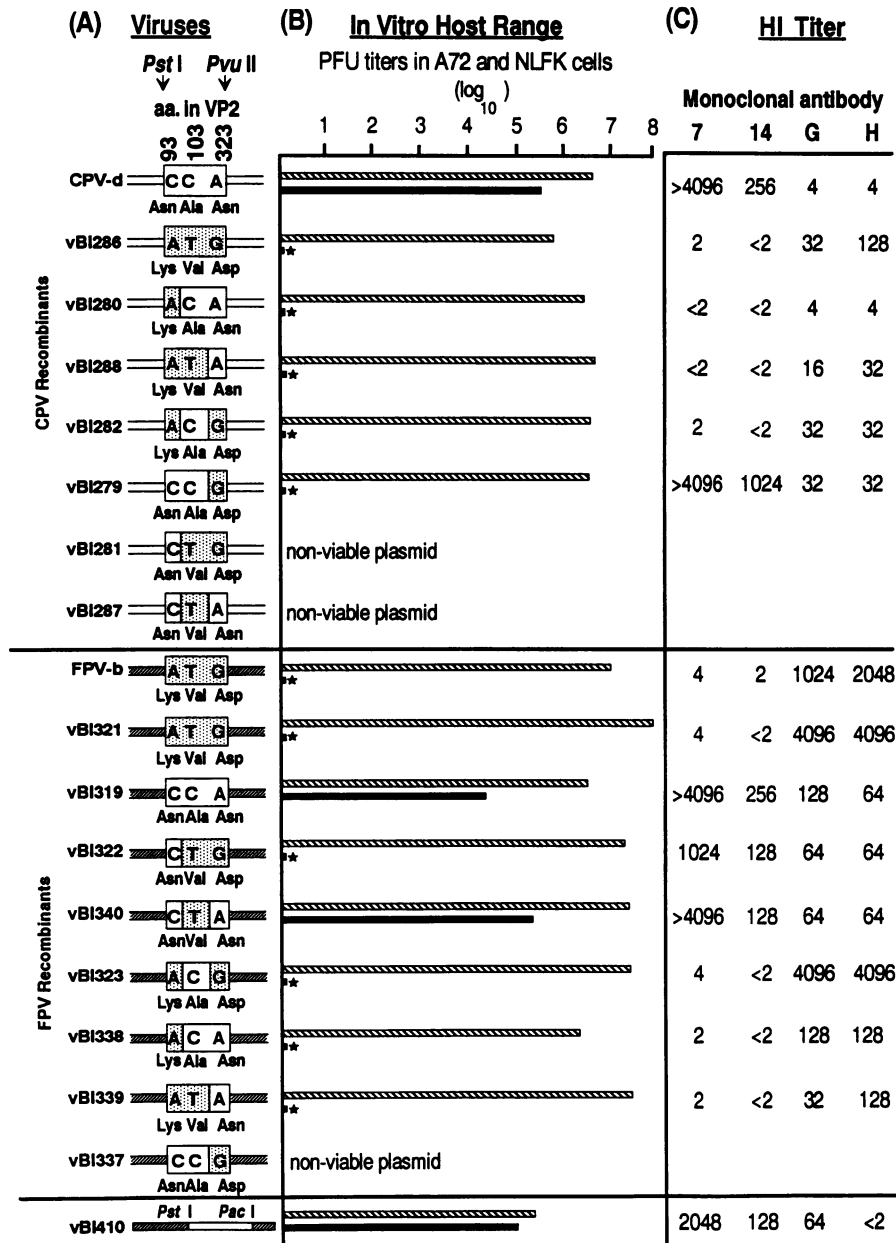 (A) Viruses (B) In Vitro Host Range (C) HI Titer
Pst I Pvu II PFU titers in A72 and NLFK cells
(log10)
aa. in VP2 Monoclonal antibody
93 103 323 1 2 3 4 5 6 7 8 7 14 G H
CPV Recombinants
CPV-d C C A >4096 256 4 4
Asn Ala Asn
vBI286 A T G ★ 2 <2 32 128
Lys Val Asp
vBI280 A C A ★ <2 <2 4 4
Lys Ala Asn
vBI288 A T A ★ <2 <2 16 32
Lys Val Asn
vBI282 A C G ★ 2 <2 32 32
Lys Ala Asp
vBI279 C C G ★ >4096 1024 32 32
Asn Ala Asp
vBI281 C T G non-viable plasmid
Asn Val Asp
vBI287 C T A non-viable plasmid
Asn Val Asn
FPV Recombinants
FPV-b A T G ★ 4 2 1024 2048
Lys Val Asp
vBI321 A T G ★ 4 <2 4096 4096
Lys Val Asp
vBI319 C C A >4096 256 128 64
Asn Ala Asn
vBI322 C T G ★ 1024 128 64 64
Asn Val Asp
vBI340 C T A >4096 128 64 64
Asn Val Asn
vBI323 A C G ★ 4 <2 4096 4096
Lys Ala Asp
vBI338 A C A ★ 2 <2 128 128
Lys Ala Asn
vBI339 A T A ★ 2 <2 32 128
Lys Val Asn
vBI337 C C G non-viable plasmid
Asn Ala Asp
Pst I Pac I
vBI410 2048 128 64 <2